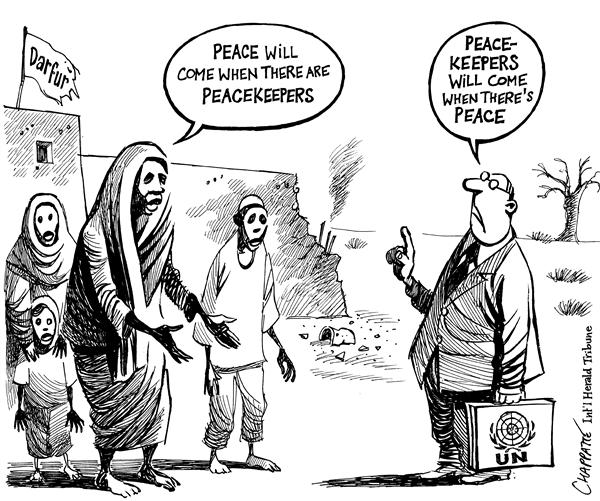 Darfur
PEACE WILL
COME WHEN THERE ARE
PEACEKEEPERS
PEACE-
KEEPERS
WILL COME
WHEN THERE'S
PEACE
UN
CHAPPATTE Int'l Herald Tribune